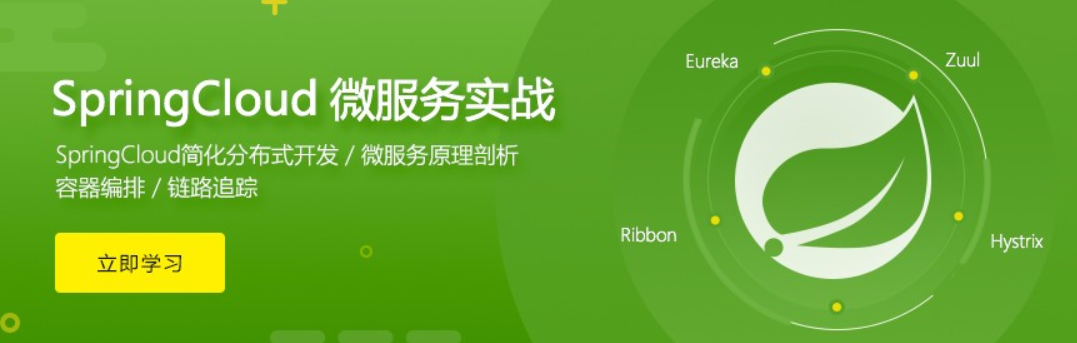 SpringCloud 微服务实战
SpringCloud简化分布式开发 / 微服务原理剖析
容器编排 / 链路追踪
立即学习
Eureka
Zuul
Ribbon
Hystrix